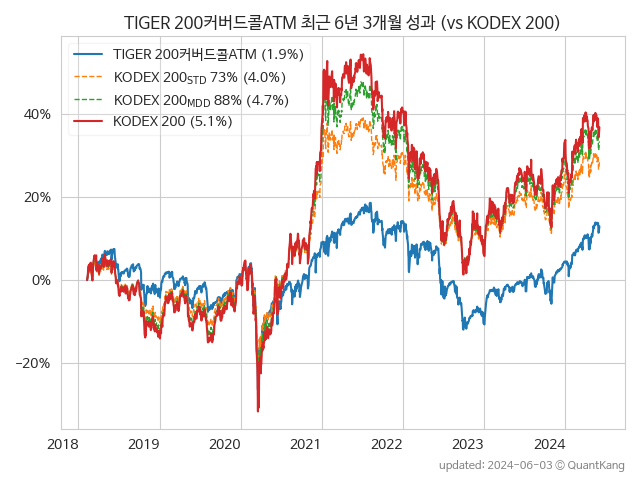 TIGER 200커버드콜ATM 최근 6년 3개월 성과 (vs KODEX 200)
TIGER 200커버드콜ATM (1.9%)
KODEX 200STD 73% (4.0%)
KODEX 200MDD 88% (4.7%)
KODEX 200 (5.1%)
40%
20%
0%
−20%
2018 2019 2020 2021 2022 2023 2024
updated: 2024-06-03 © QuantKang